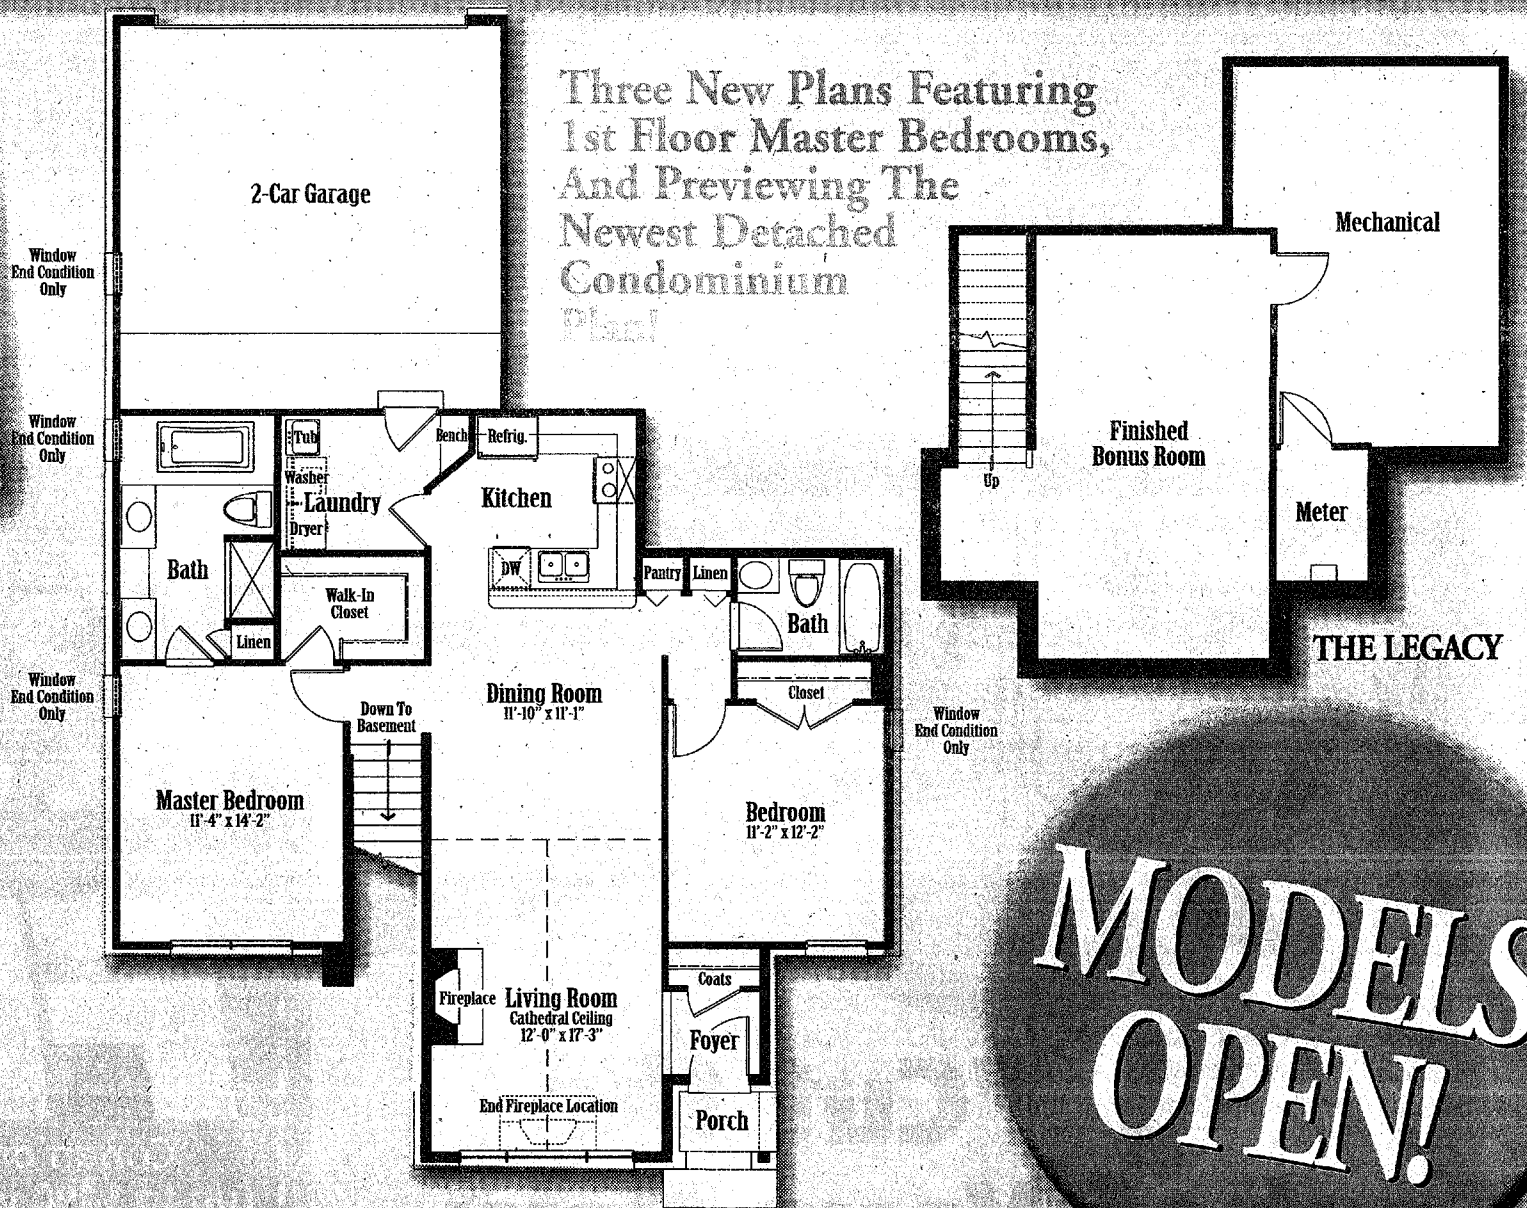 Three New Plans Featuring
1st Floor Master Bedrooms,
And Previewing The
Newest Detached
Condominium
Plan!
2-Car Garage
Window
End Condition
Only
Window
End Condition
Only
Window
End Condition
Only
Tub
Washer
Laundry
Dryer
Bench
Refrig.
Kitchen
DW
Bath
Linen
Walk-In
Closet
Pantry
Linen
Bath
Closet
Dining Room
11'-10" x 11'-1"
Down To
Basement
Master Bedroom
11'-4" x 14'-2"
Bedroom
11'-2" x 12'-2"
Window
End Condition
Only
Fireplace
Living Room
Cathedral Ceiling
12'-0" x 17'-3"
Coats
Foyer
End Fireplace Location
Porch
Mechanical
Finished
Bonus Room
Up
Meter
THE LEGACY
MODELS
OPEN!